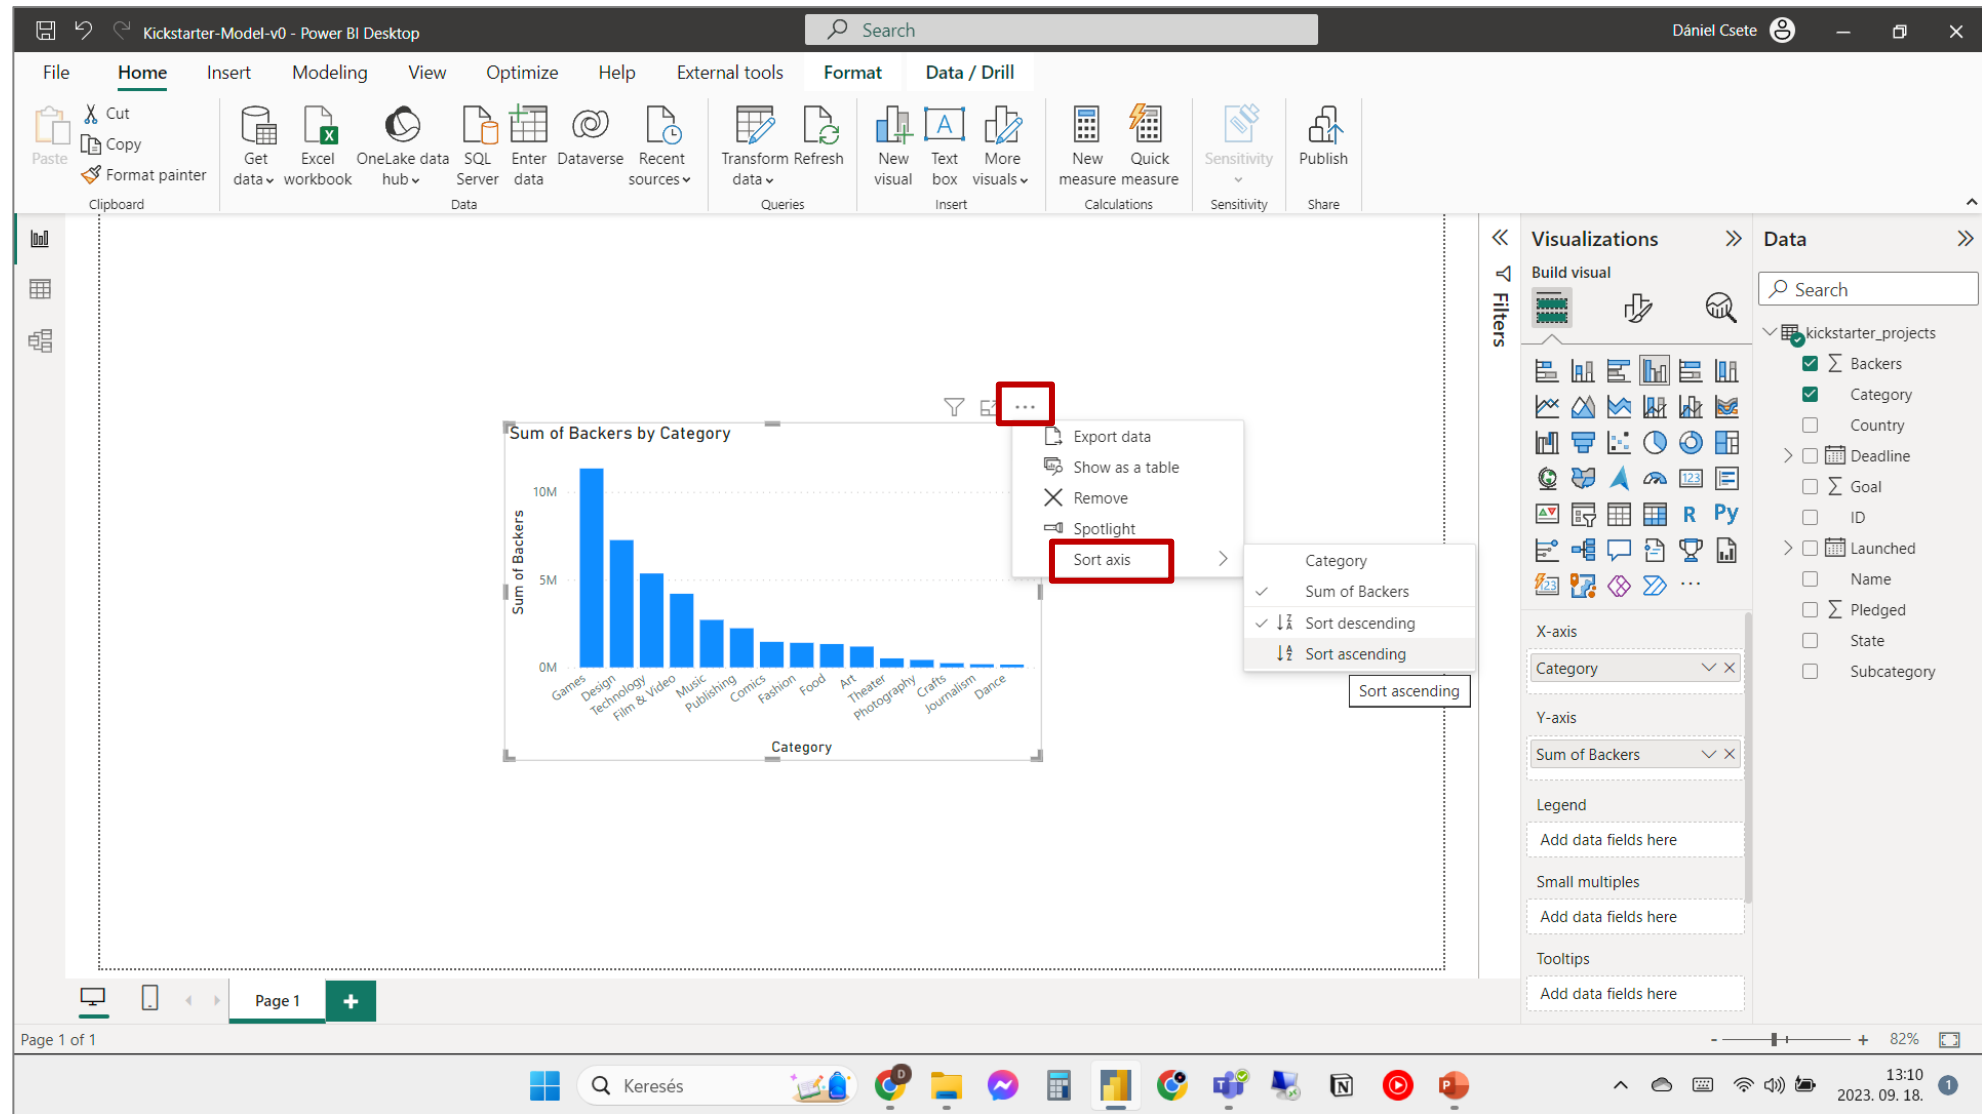 Kickstarter-Model-v0 - Power BI Desktop
Search
Dániel Csete
File Home Insert Modeling View Optimize Help External tools Format Data / Drill
Paste
Cut
Copy
Format painter
Clipboard
Get data
Excel workbook
OneLake data hub
SQL Server
Enter data
Dataverse
Recent sources
Data
Transform data
Refresh
Queries
New visual
Text box
More visuals
Insert
New measure
Quick measure
Calculations
Sensitivity
Sensitivity
Publish
Share
Sum of Backers by Category
10M
5M
0M
Sum of Backers
Games
Design
Technology
Film & Video
Music
Publishing
Comics
Fashion
Food
Art
Theater
Photography
Crafts
Journalism
Dance
Category
Export data
Show as a table
Remove
Spotlight
Sort axis
Category
Sum of Backers
Sort descending
Sort ascending
Sort ascending
Filters
Visualizations
Build visual
123
R
Py
123
X-axis
Category
Y-axis
Sum of Backers
Legend
Add data fields here
Small multiples
Add data fields here
Tooltips
Add data fields here
Data
Search
kickstarter_projects
Backers
Category
Country
Deadline
Goal
ID
Launched
Name
Pledged
State
Subcategory
Page 1
Page 1 of 1
82%
Keresés
D
13:10
2023. 09. 18.
1